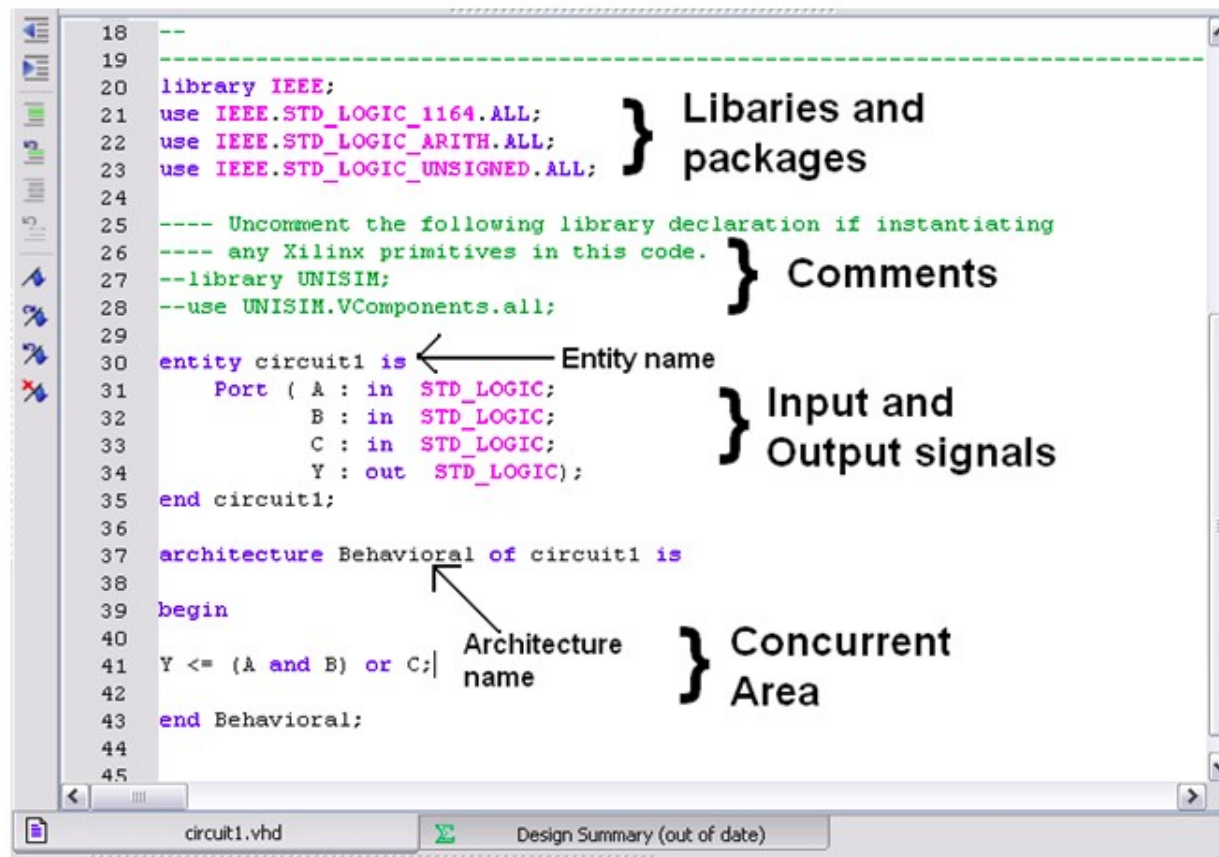 18 --
19 ----------------------------------------------------------------------------
20 library IEEE;
21 use IEEE.STD_LOGIC_1164.ALL;
22 use IEEE.STD_LOGIC_ARITH.ALL;
23 use IEEE.STD_LOGIC_UNSIGNED.ALL;
} Libaries and
packages
24
25 ---- Uncomment the following library declaration if instantiating
26 ---- any Xilinx primitives in this code.
27 --library UNISIM;
28 --use UNISIM.VComponents.all;
} Comments
29
30 entity circuit1 is
Entity name
31 Port ( A : in STD_LOGIC;
32 B : in STD_LOGIC;
33 C : in STD_LOGIC;
34 Y : out STD_LOGIC);
} Input and
Output signals
35 end circuit1;
36
37 architecture Behavioral of circuit1 is
38
39 begin
40
Architecture
name
41 Y <= (A and B) or C;
} Concurrent
Area
42
43 end Behavioral;
44
45
circuit1.vhd
Σ Design Summary (out of date)